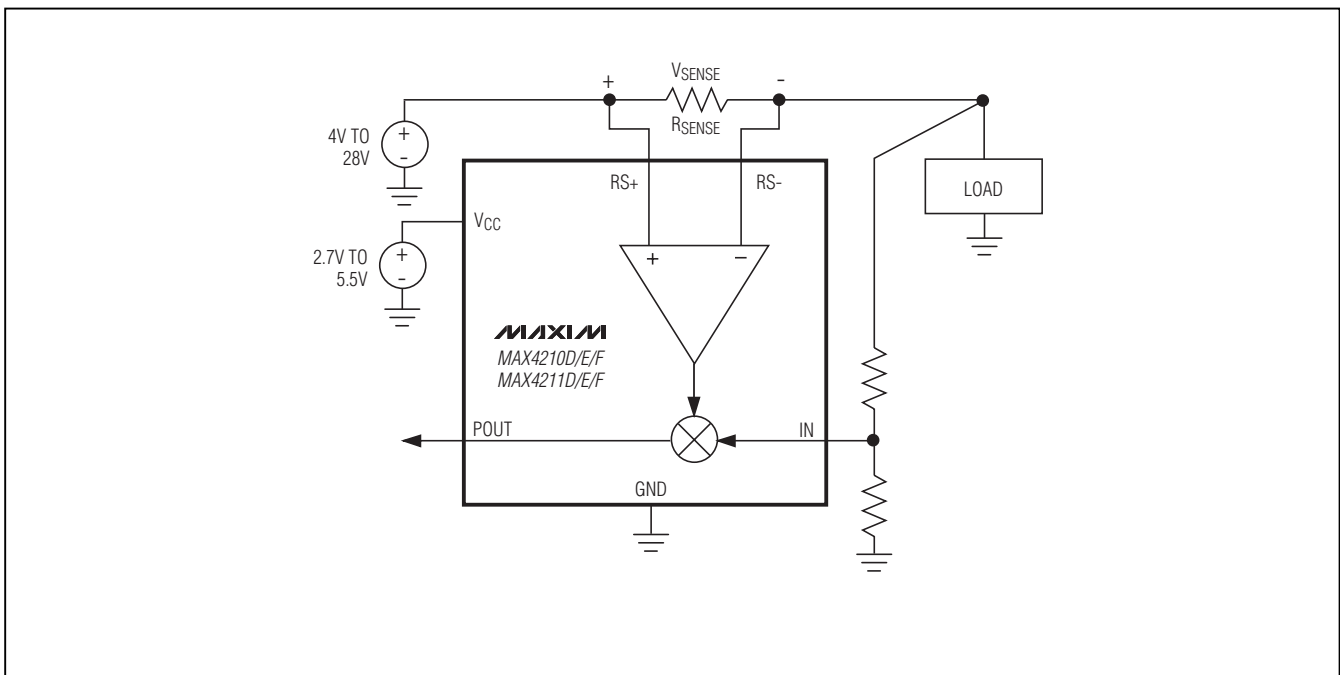 VSENSE
+ -
RSENSE
4V TO
28V
+
-
RS+ RS-
LOAD
VCC
2.7V TO
5.5V
+
-
+ −
MAXIM
MAX4210D/E/F
MAX4211D/E/F
POUT IN
GND